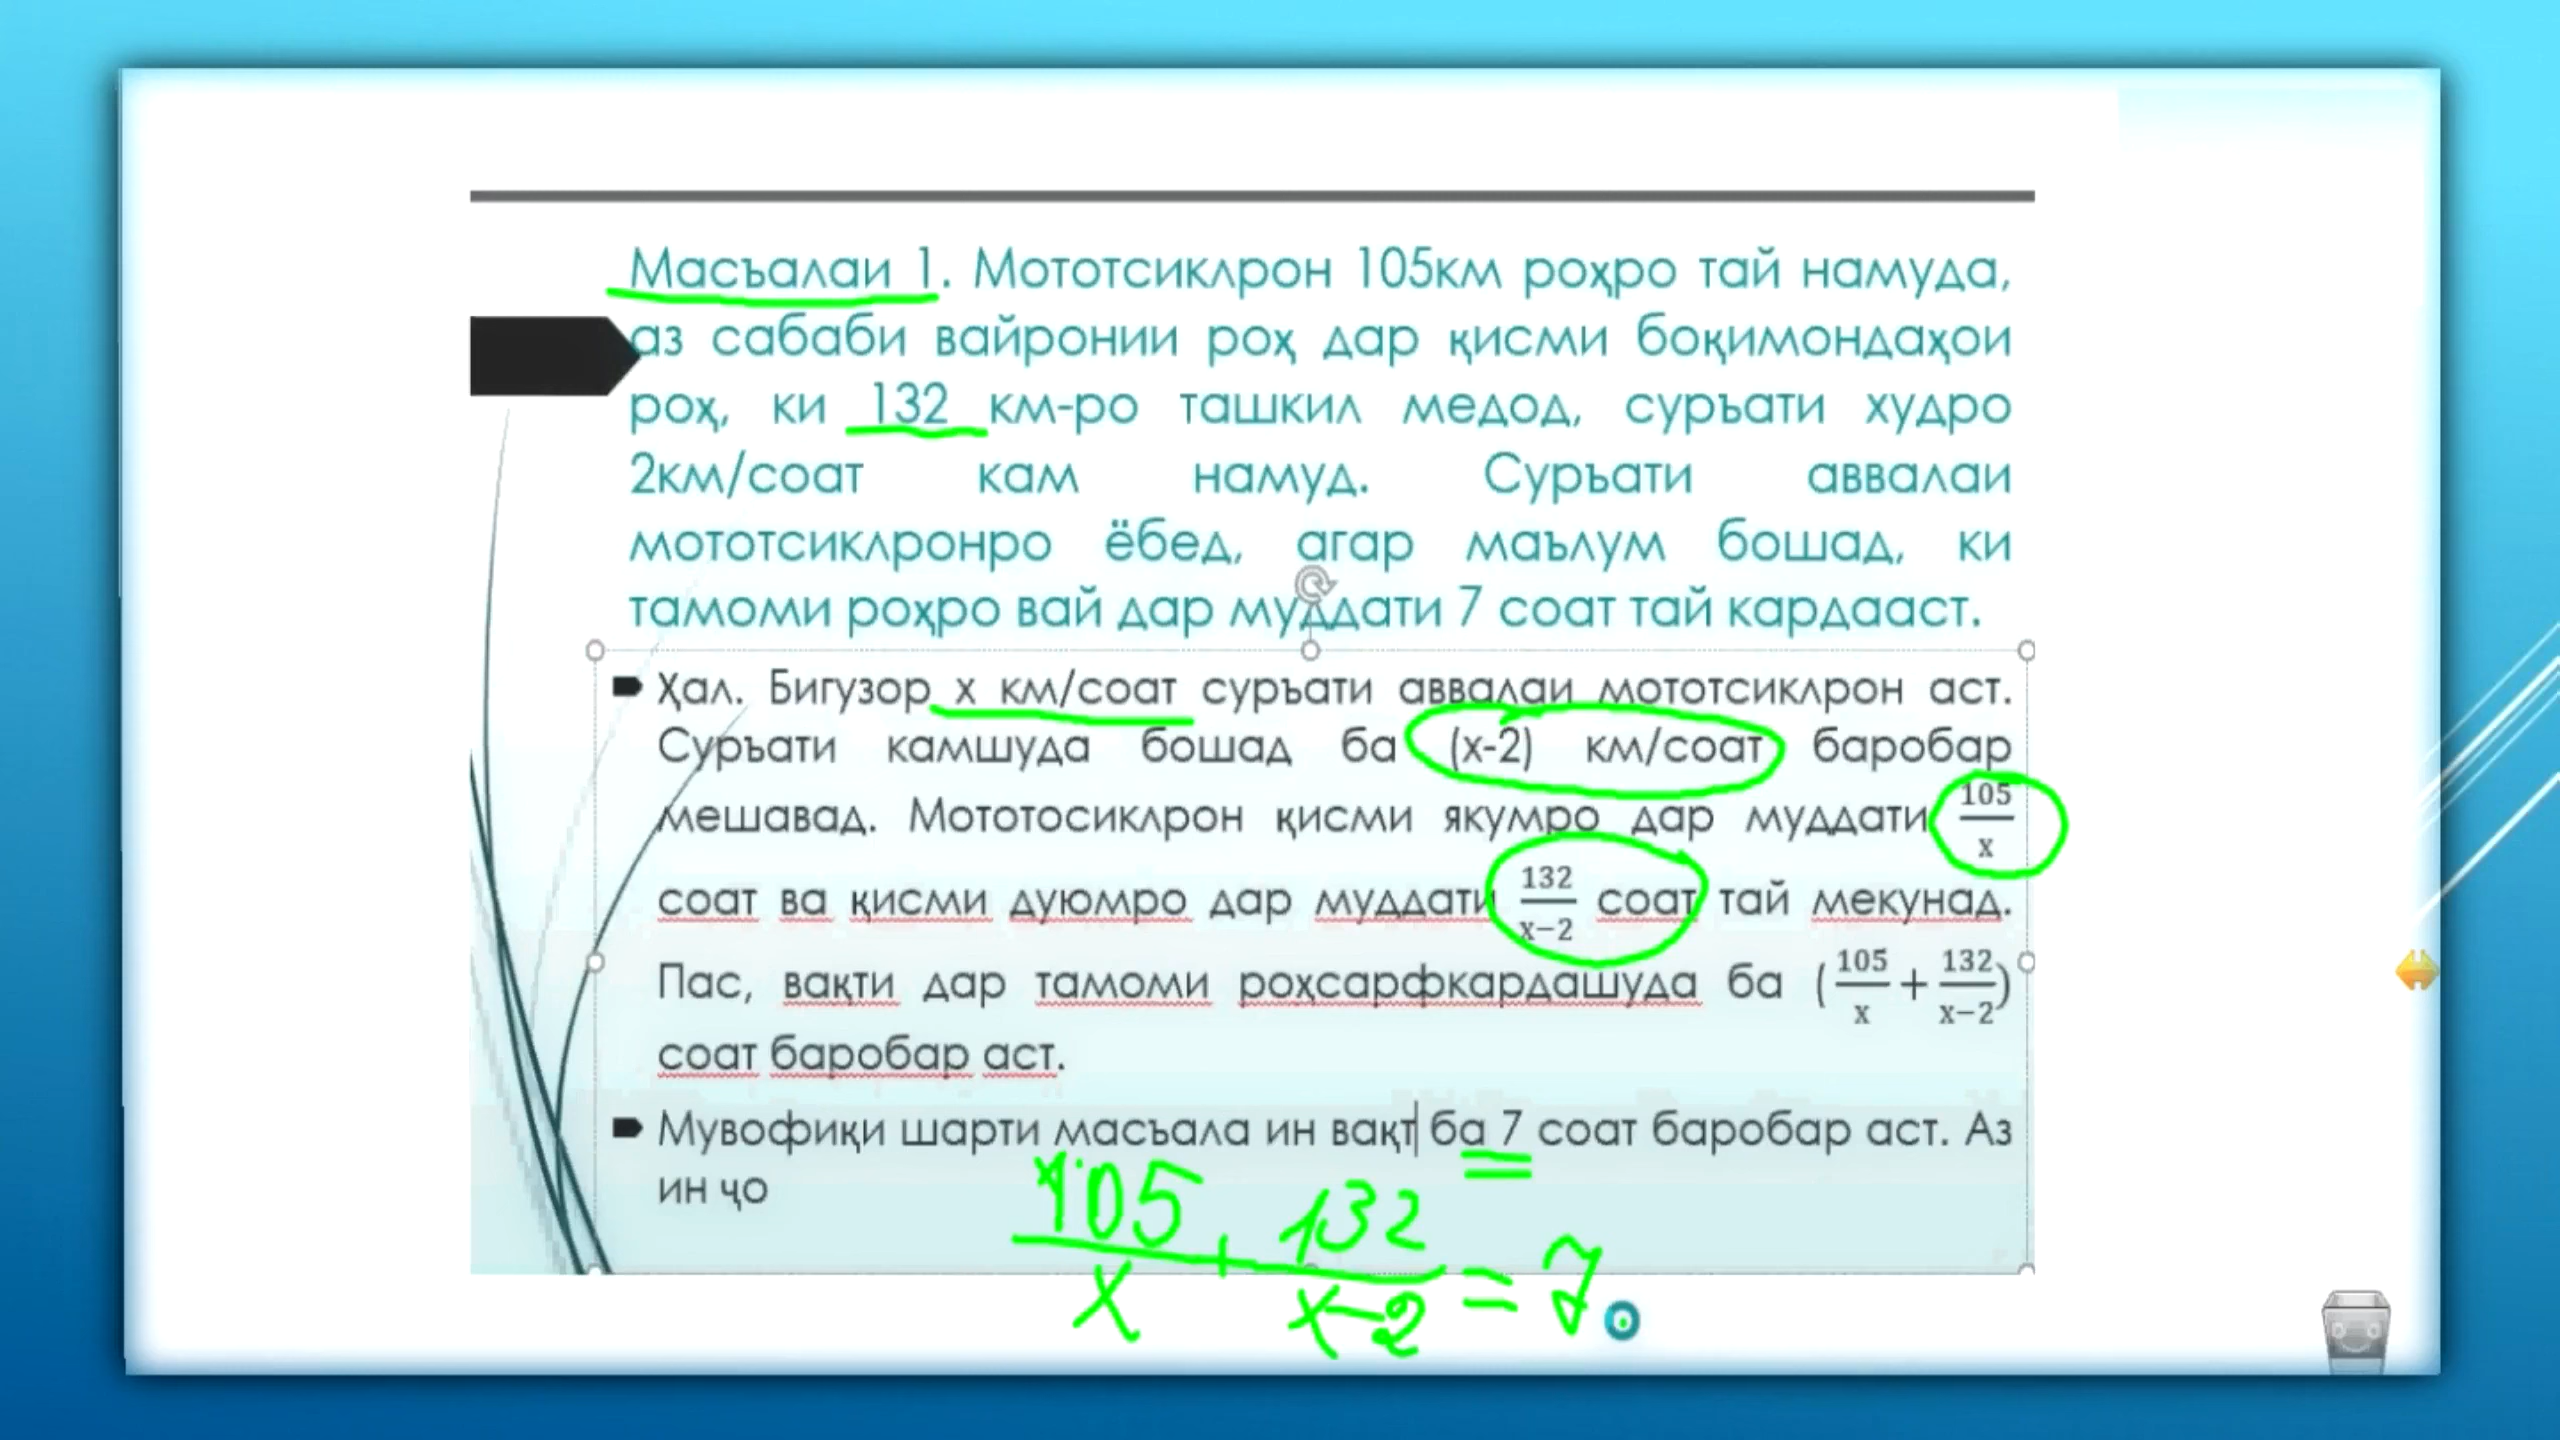 Масъалаи 1. Мототсиклрон 105км роҳро тай намуда,
аз сабаби вайронии роҳ дар қисми боқимондаҳои
роҳ, ки 132 км-ро ташкил медод, суръати худро
2км/соат кам намуд. Суръати аввалаи
мототсиклронро ёбед, агар маълум бошад, ки
тамоми роҳро вай дар муддати 7 соат тай кардааст.
Ҳал. Бигузор х км/соат суръати аввалаи мототсиклрон аст.
Суръати камшуда бошад ба (х-2) км/соат баробар
мешавад. Мототосиклрон қисми якумро дар муддати 105/х
соат ва қисми дуюмро дар муддати 132/(х−2) соат тай мекунад.
Пас, вақти дар тамоми роҳсарфкардашуда ба (105/х + 132/(х−2))
соат баробар аст.
Мувофиқи шарти масъала ин вақт ба 7 соат баробар аст. Аз
ин ҷо
105/х + 132/(х-2) = 7